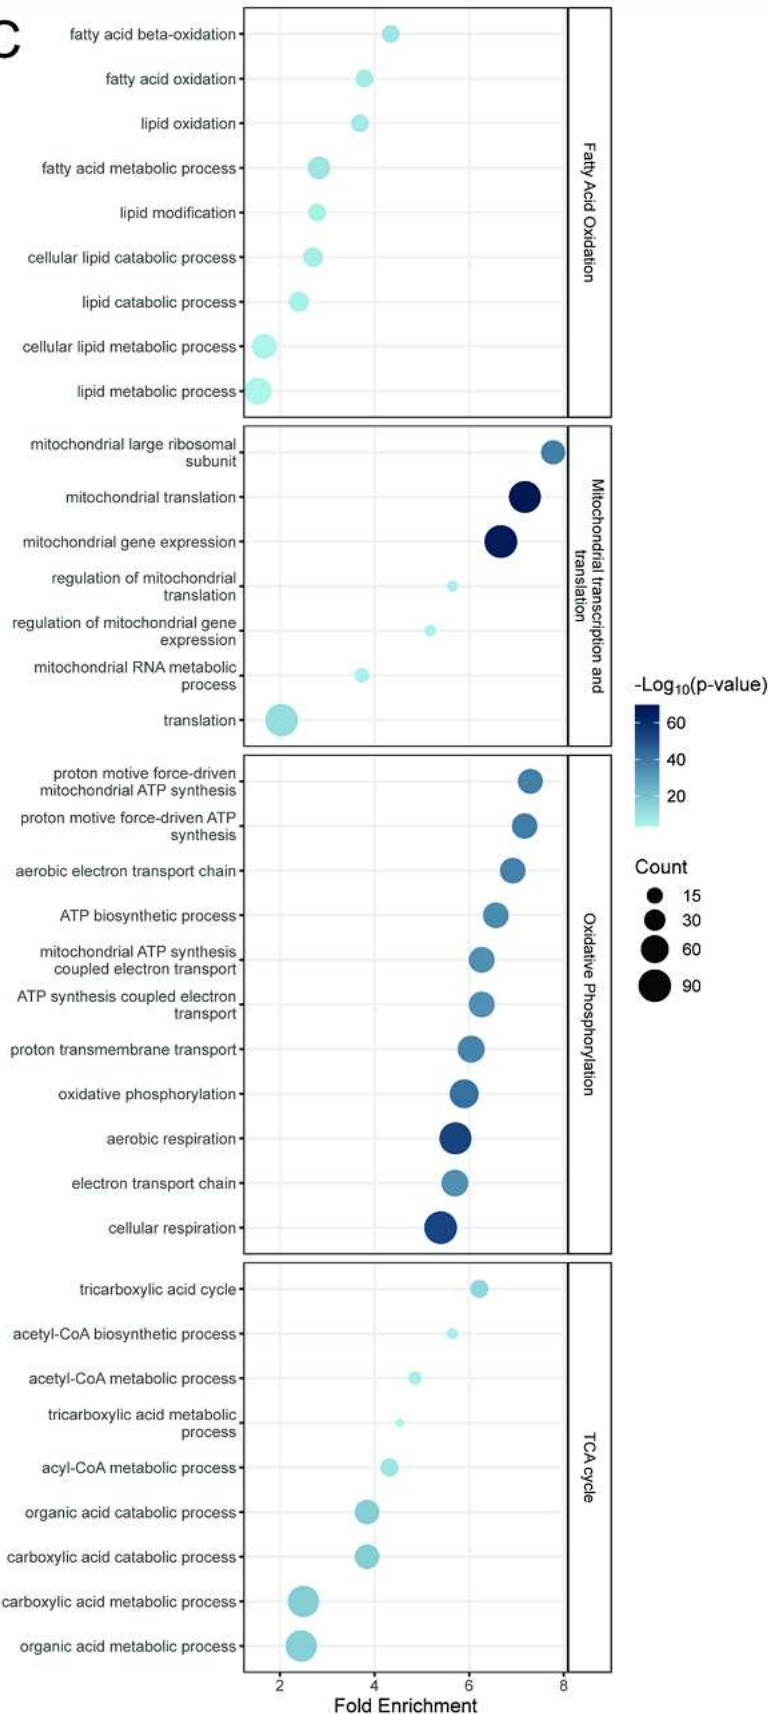 C
fatty acid beta-oxidation
fatty acid oxidation
lipid oxidation
fatty acid metabolic process
lipid modification
cellular lipid catabolic process
lipid catabolic process
cellular lipid metabolic process
lipid metabolic process
Fatty Acid Oxidation
mitochondrial large ribosomal
subunit
mitochondrial translation
mitochondrial gene expression
regulation of mitochondrial
translation
regulation of mitochondrial gene
expression
mitochondrial RNA metabolic
process
translation
Mitochondrial transcription and
translation
proton motive force-driven
mitochondrial ATP synthesis
proton motive force-driven ATP
synthesis
aerobic electron transport chain
ATP biosynthetic process
mitochondrial ATP synthesis
coupled electron transport
ATP synthesis coupled electron
transport
proton transmembrane transport
oxidative phosphorylation
aerobic respiration
electron transport chain
cellular respiration
Oxidative Phosphorylation
tricarboxylic acid cycle
acetyl-CoA biosynthetic process
acetyl-CoA metabolic process
tricarboxylic acid metabolic
process
acyl-CoA metabolic process
organic acid catabolic process
carboxylic acid catabolic process
carboxylic acid metabolic process
organic acid metabolic process
TCA cycle
2 4 6 8
Fold Enrichment
-Log₁₀(p-value)
60
40
20
Count
15
30
60
90